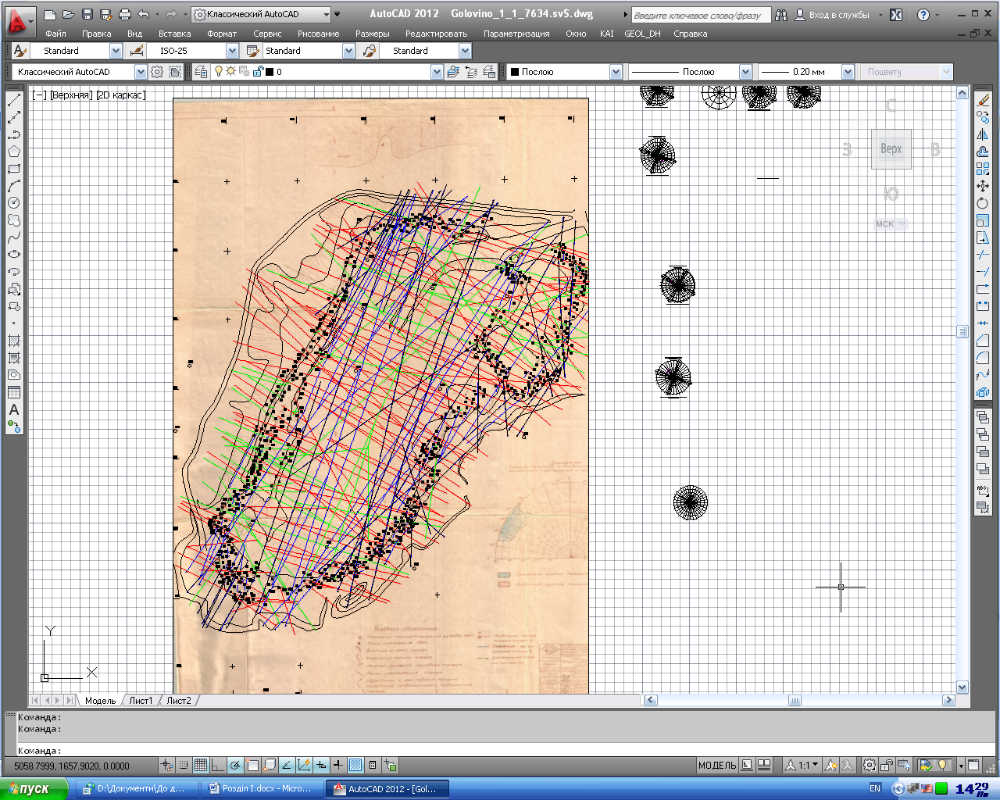 Классический AutoCAD
AutoCAD 2012 Golovino_1_1_7634.sv$.dwg
Введите ключевое слово/фразу
Вход в службы
Файл Правка Вид Вставка Формат Сервис Рисование Размеры Редактировать Параметризация Окно KAI GEOL_DH Справка
Standard ISO-25 Standard Standard
Классический AutoCAD 0 Послою Послою 0.20 мм Поцвету
[−] [Верхняя] [2D каркас]
С
З Верх В
Ю
МСК
A
ABC
Y
X
Модель Лист1 Лист2
Команда:
Команда:
Команда:
5058.7999, 1657.9020, 0.0000
МОДЕЛЬ 1:1
пуск
D:\Документи\До д...
Розділ I.docx - Micro...
AutoCAD 2012 - [Gol...
EN
14 29
Пн